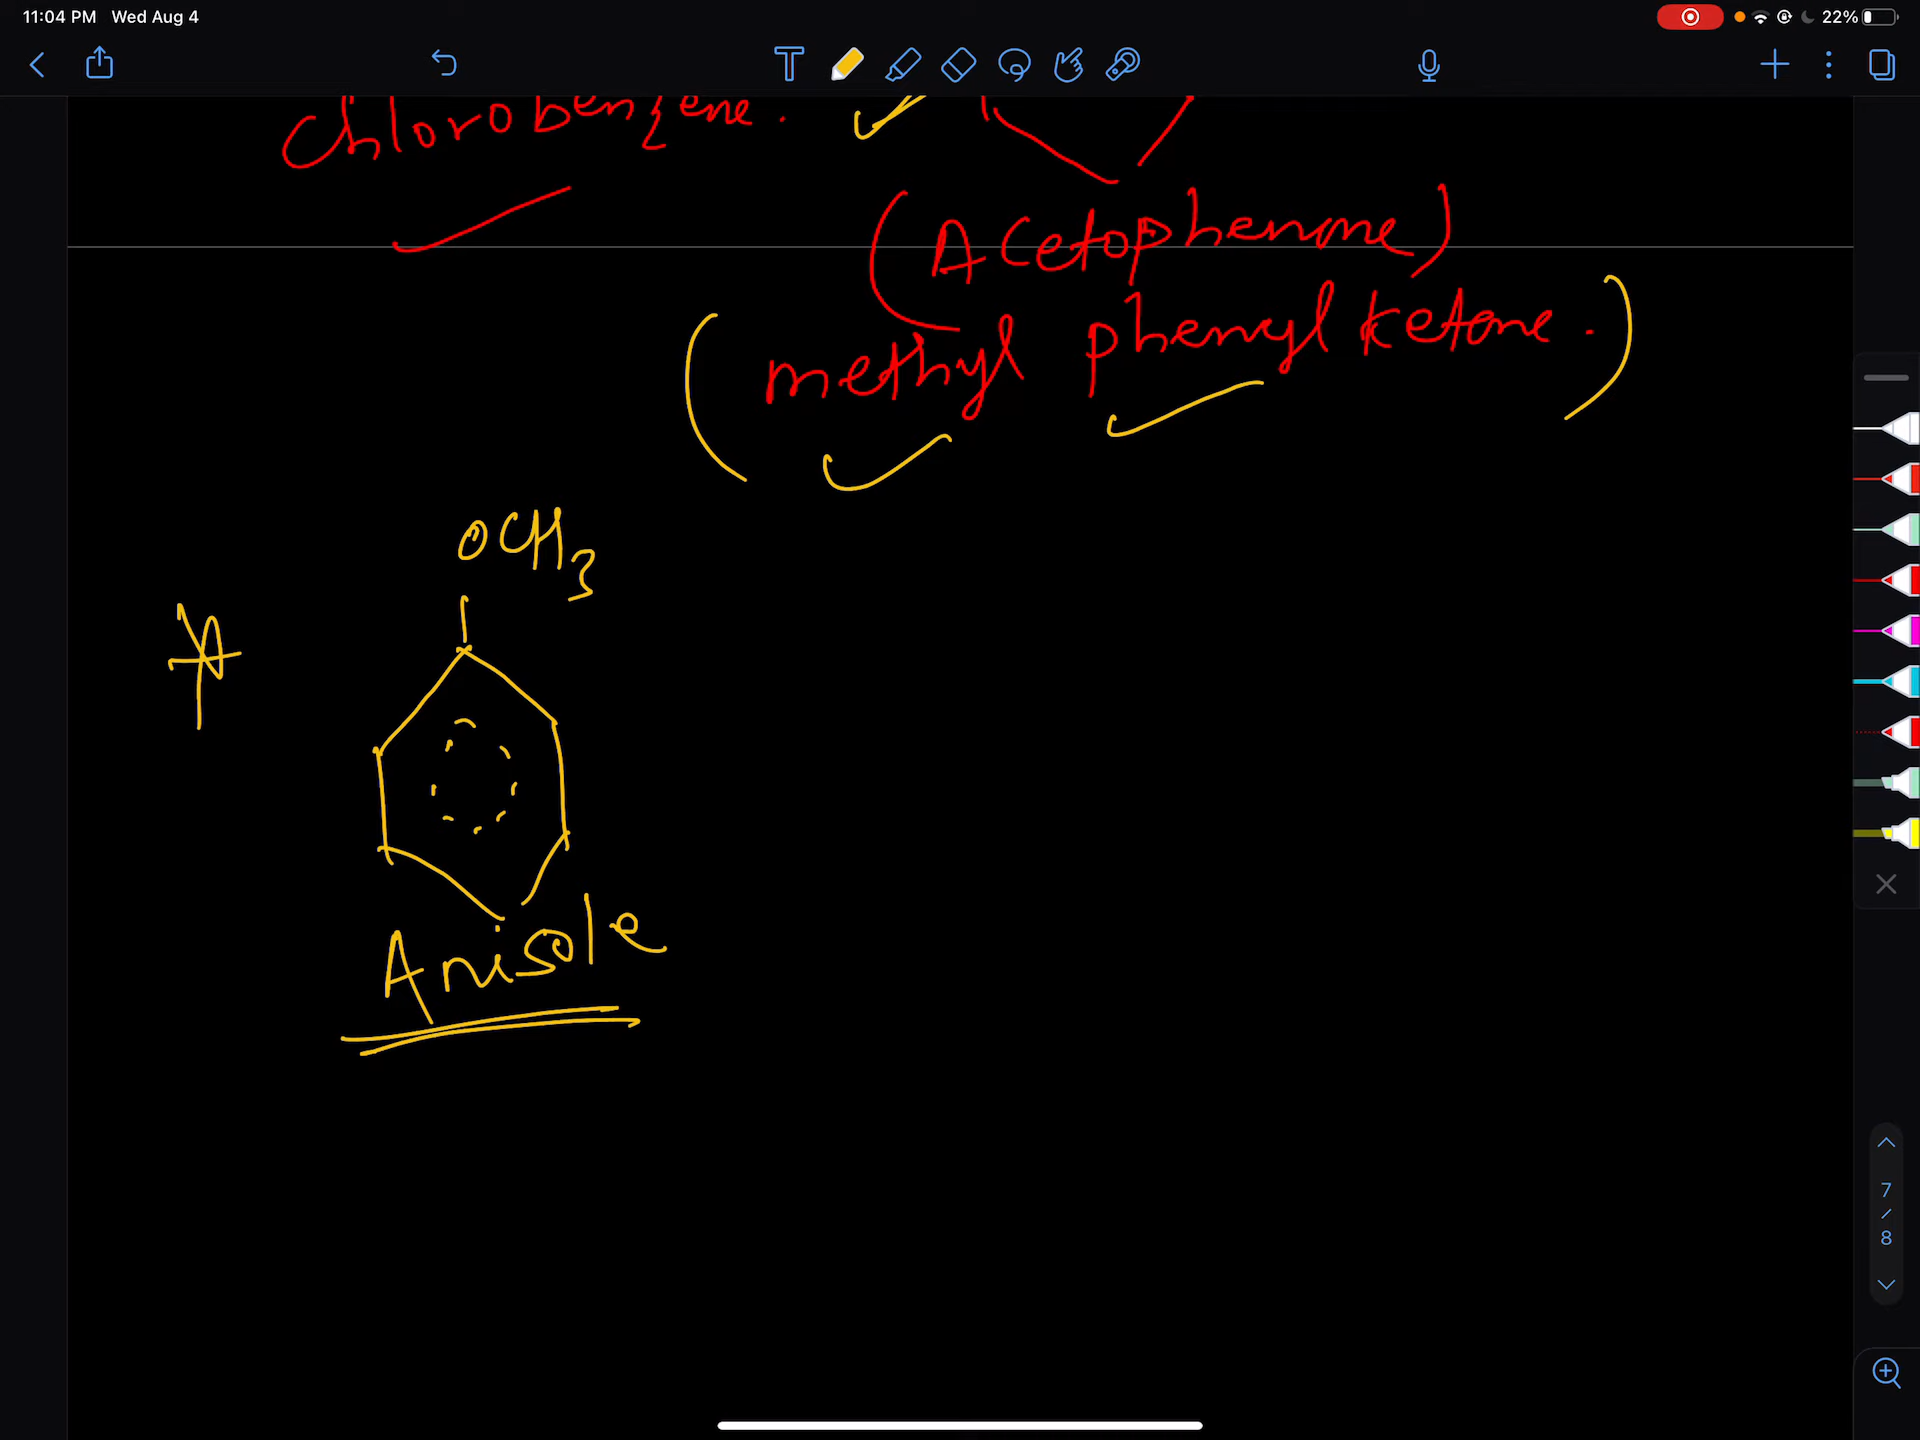 11:04 PM Wed Aug 4
22%
Chlorobenzene.
(Acetophenone)
(methyl phenyl ketone.)
OCH3
Anisole
7
/
8